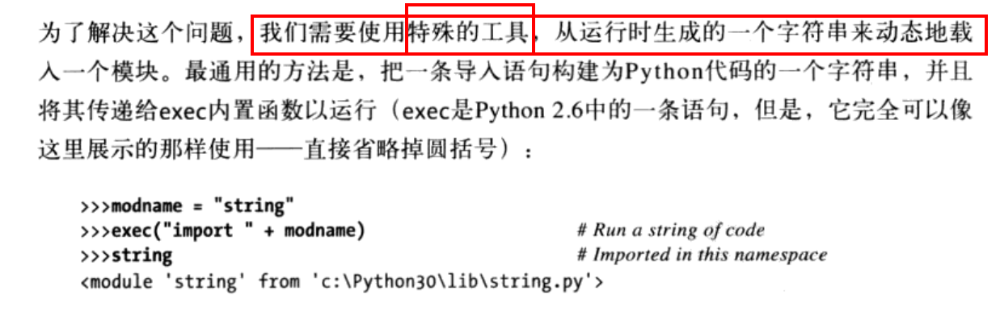 为了解决这个问题，我们需要使用特殊的工具，从运行时生成的一个字符串来动态地载
入一个模块。最通用的方法是，把一条导入语句构建为Python代码的一个字符串，并且
将其传递给exec内置函数以运行（exec是Python 2.6中的一条语句，但是，它完全可以像
这里展示的那样使用——直接省略掉圆括号）：
>>>modname = "string"
>>>exec("import " + modname) # Run a string of code
>>>string # Imported in this namespace
<module 'string' from 'c:\Python30\lib\string.py'>